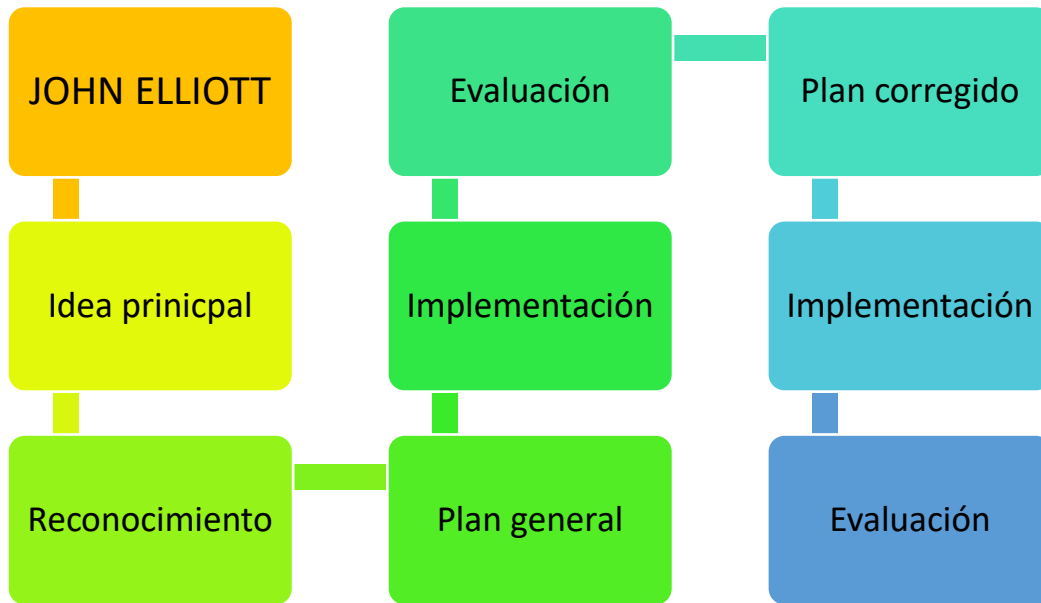 JOHN ELLIOTT
Idea prinicpal
Reconocimiento
Plan general
Implementación
Evaluación
Plan corregido
Implementación
Evaluación